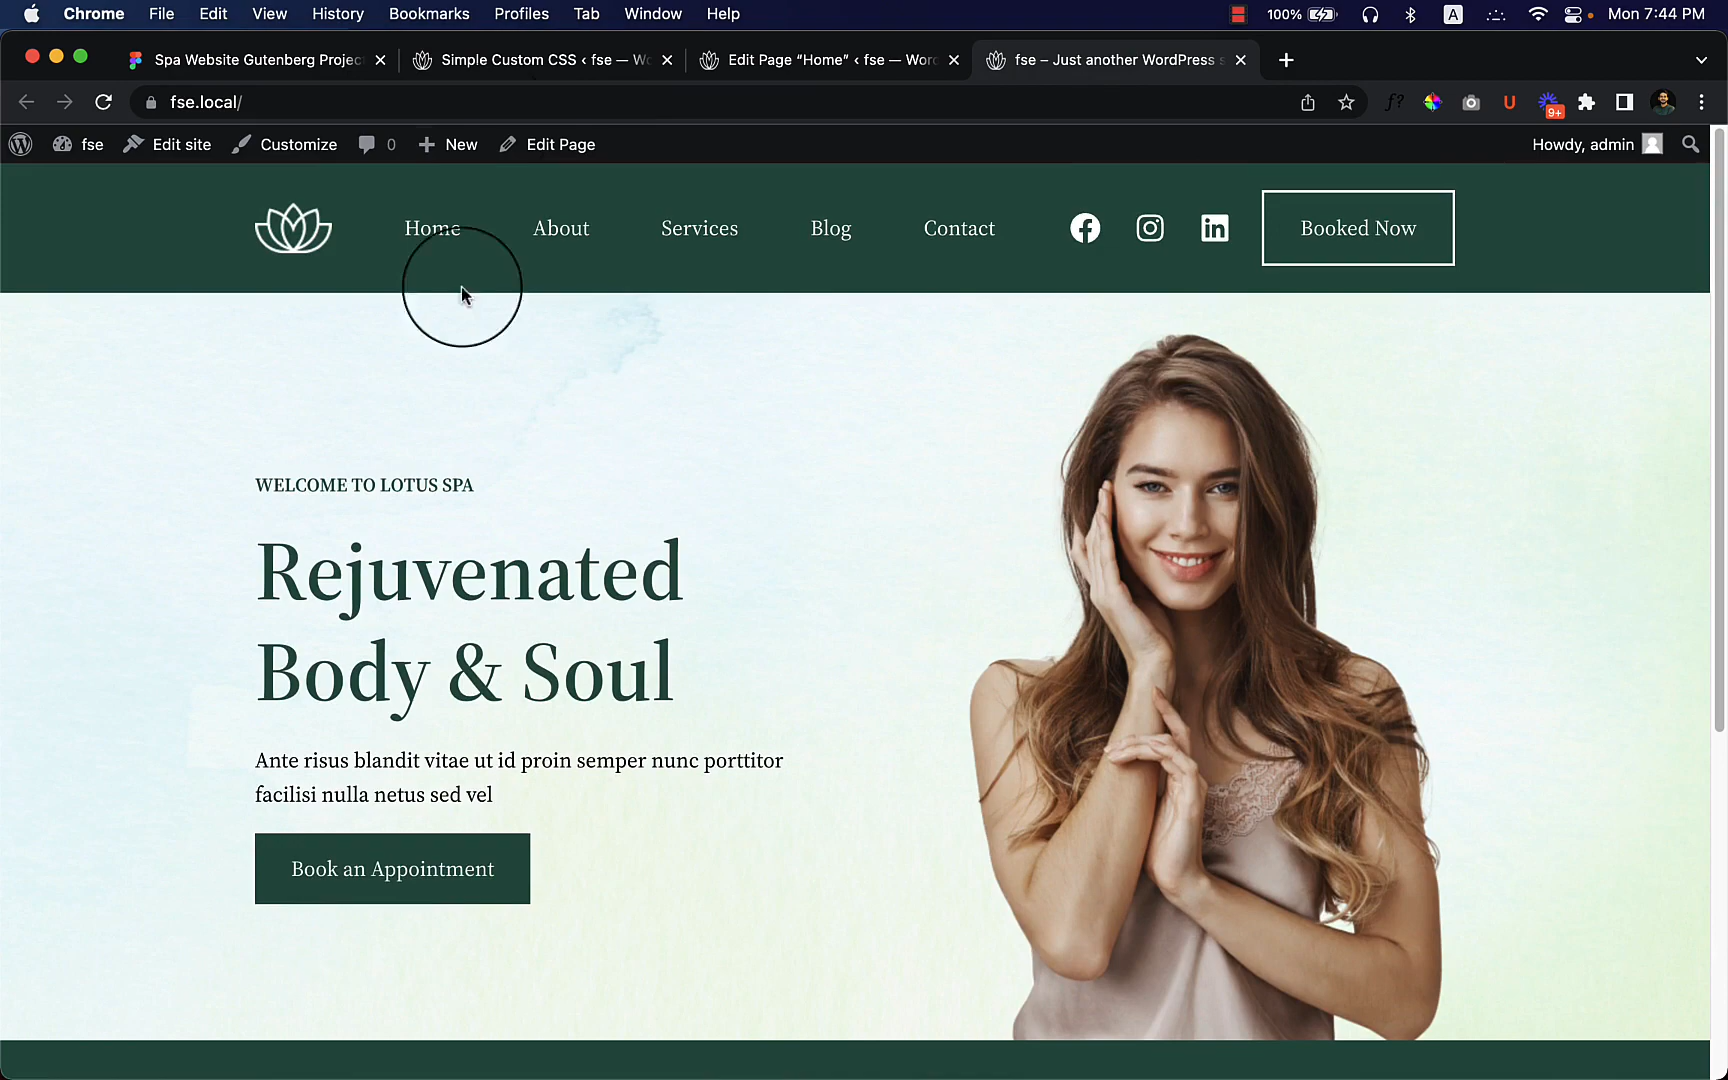 Chrome File Edit View History Bookmarks Profiles Tab Window Help 100% A Mon 7:44 PM
Spa Website Gutenberg Projec Simple Custom CSS ‹ fse — Wo Edit Page “Home” ‹ fse — Wor fse – Just another WordPress s
fse.local/ f? U 9+
fse Edit site Customize 0 New Edit Page Howdy, admin
Home About Services Blog Contact Booked Now
WELCOME TO LOTUS SPA
Rejuvenated
Body & Soul
Ante risus blandit vitae ut id proin semper nunc porttitor
facilisi nulla netus sed vel
Book an Appointment